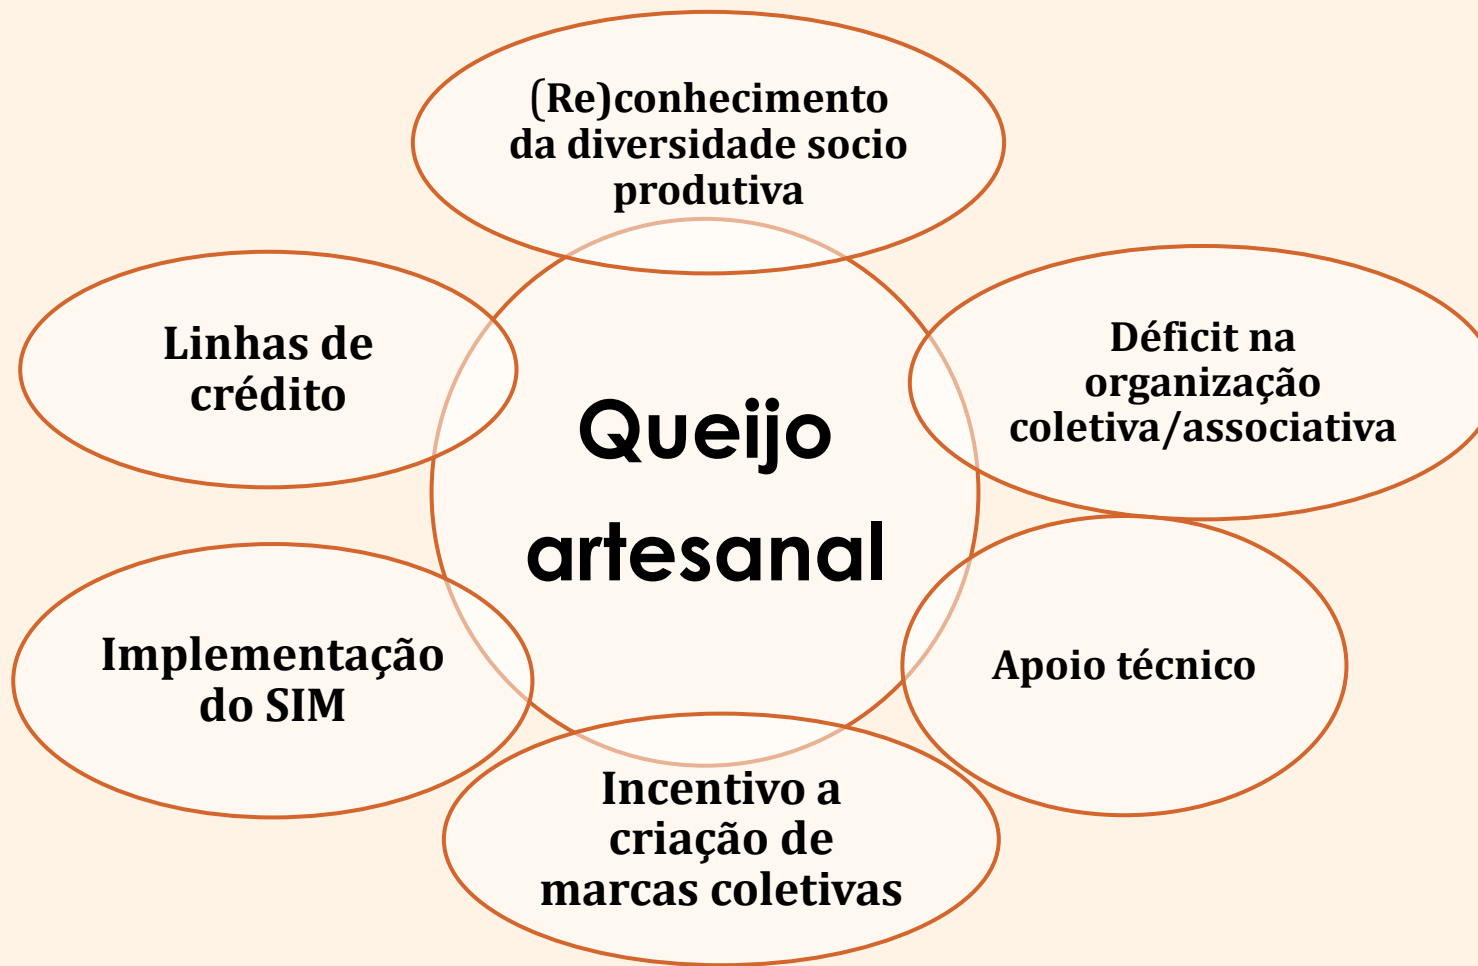 (Re)conhecimento
da diversidade socio
produtiva
Linhas de
crédito
Déficit na
organização
coletiva/associativa
Queijo
artesanal
Implementação
do SIM
Apoio técnico
Incentivo a
criação de
marcas coletivas